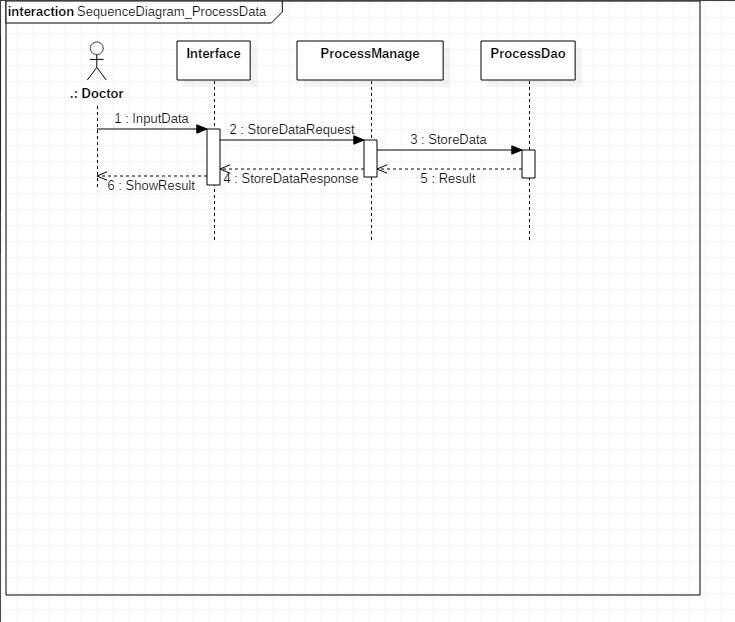 interaction SequenceDiagram_ProcessData
Interface
ProcessManage
ProcessDao
.: Doctor
1 : InputData
2 : StoreDataRequest
3 : StoreData
4 : StoreDataResponse
5 : Result
6 : ShowResult